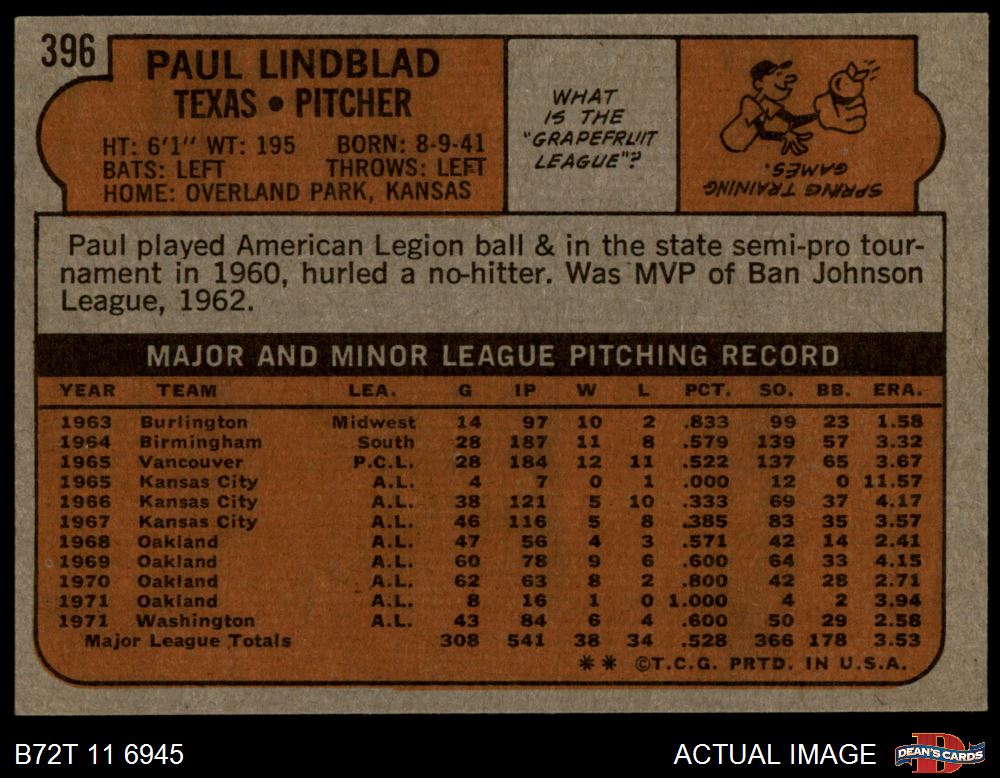 396
PAUL LINDBLAD
TEXAS • PITCHER
HT: 6'1" WT: 195 BORN: 8-9-41
BATS: LEFT THROWS: LEFT
HOME: OVERLAND PARK, KANSAS
WHAT
IS THE
"GRAPEFRUIT
LEAGUE"?
SPRING TRAINING
GAMES.
Paul played American Legion ball & in the state semi-pro tour-
nament in 1960, hurled a no-hitter. Was MVP of Ban Johnson
League, 1962.
MAJOR AND MINOR LEAGUE PITCHING RECORD
YEAR TEAM LEA. G IP W L PCT. SO. BB. ERA.
1963 Burlington Midwest 14 97 10 2 .833 99 23 1.58
1964 Birmingham South 28 187 11 8 .579 139 57 3.32
1965 Vancouver P.C.L. 28 184 12 11 .522 137 65 3.67
1965 Kansas City A.L. 4 7 0 1 .000 12 0 11.57
1966 Kansas City A.L. 38 121 5 10 .333 69 37 4.17
1967 Kansas City A.L. 46 116 5 8 .385 83 35 3.57
1968 Oakland A.L. 47 56 4 3 .571 42 14 2.41
1969 Oakland A.L. 60 78 9 6 .600 64 33 4.15
1970 Oakland A.L. 62 63 8 2 .800 42 28 2.71
1971 Oakland A.L. 8 16 1 0 1.000 4 2 3.94
1971 Washington A.L. 43 84 6 4 .600 50 29 2.58
Major League Totals 308 541 38 34 .528 366 178 3.53
** ©T.C.G. PRTD. IN U.S.A.
B72T 11 6945
ACTUAL IMAGE
DEAN'S CARDS